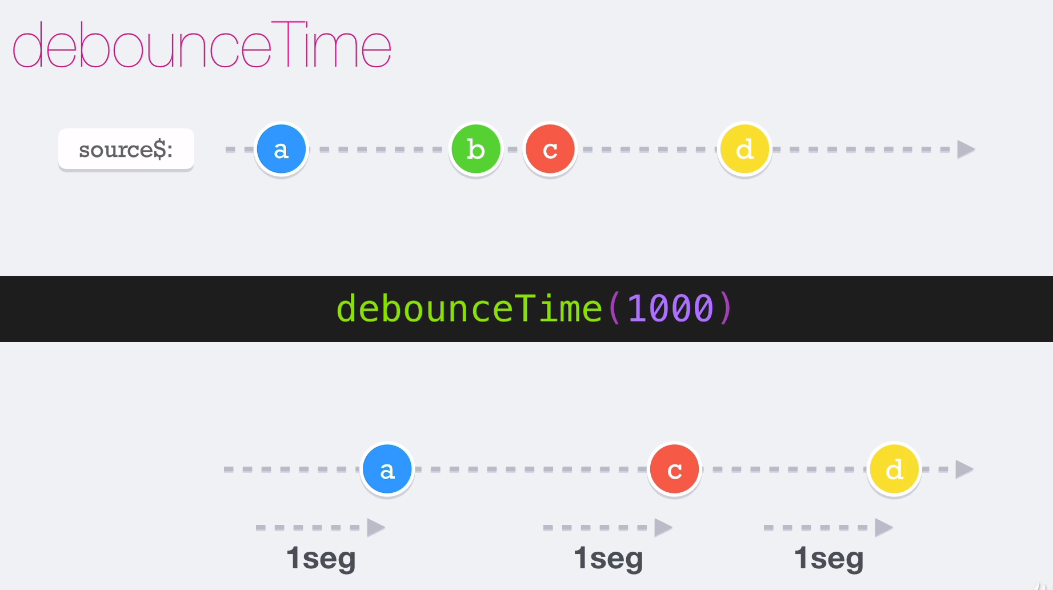 debounceTime
source$: a b c d
debounceTime(1000)
a c d
1seg 1seg 1seg